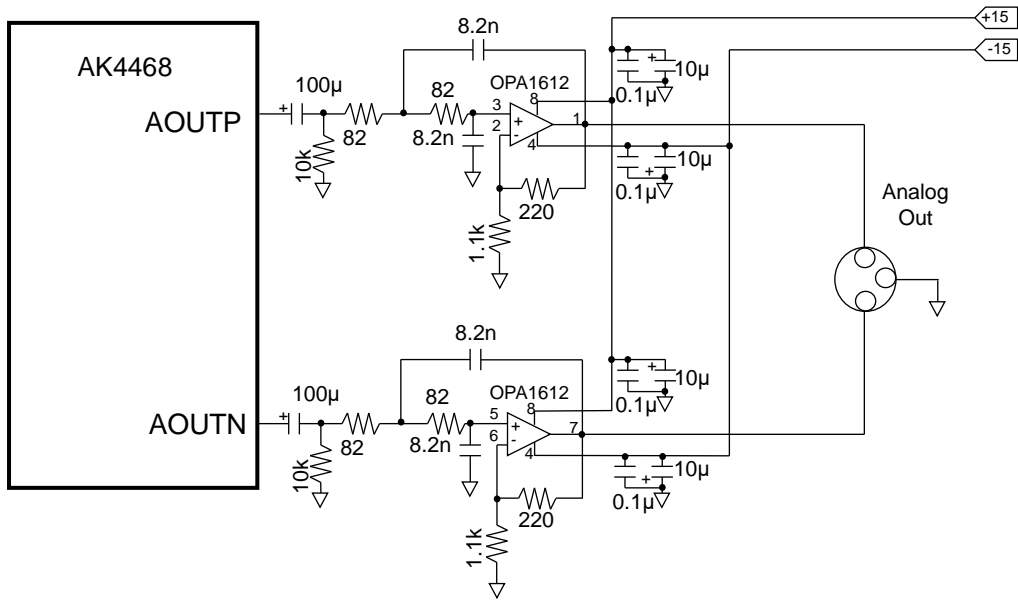 +15
-15
AK4468
8.2n
OPA1612
10µ
0.1µ
100µ
82
3
8
AOUTP
+
82
8.2n
2
+
-
1
4
10k
10µ
0.1µ
220
1.1k
Analog
Out
8.2n
OPA1612
10µ
0.1µ
100µ
82
5
8
AOUTN
+
82
8.2n
6
+
-
7
4
10k
10µ
0.1µ
220
1.1k
+
+
+
+